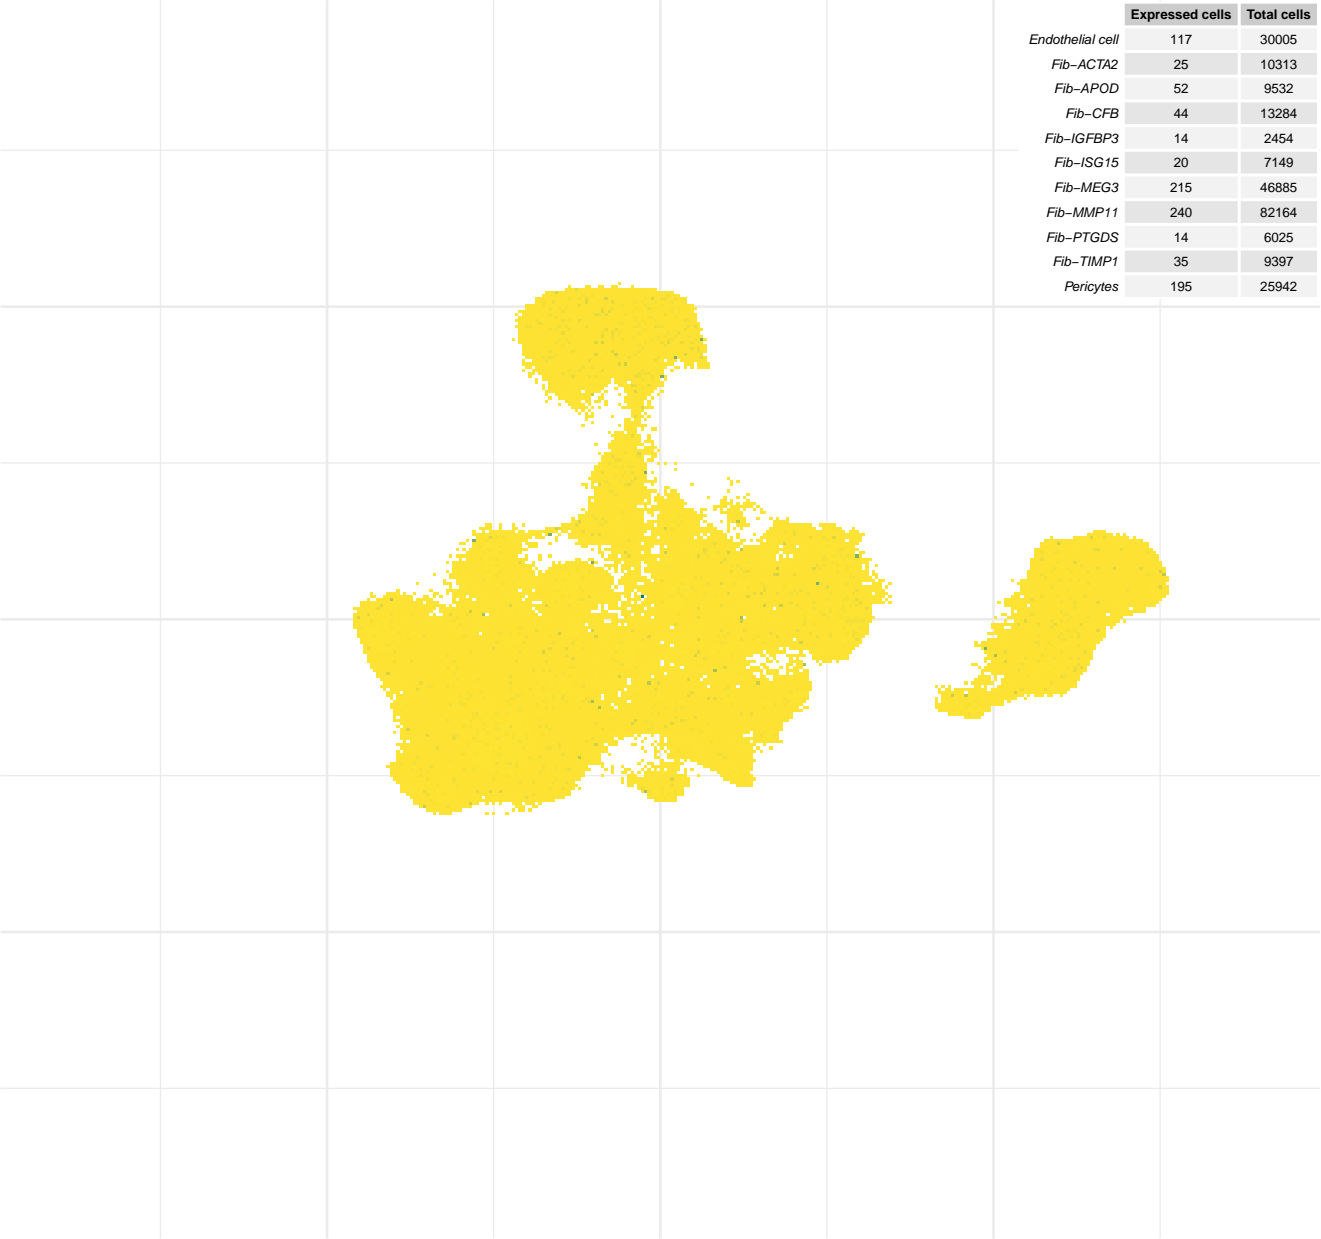 Expressed cells Total cells
Endothelial cell 117 30005
Fib−ACTA2 25 10313
Fib−APOD 52 9532
Fib−CFB 44 13284
Fib−IGFBP3 14 2454
Fib−ISG15 20 7149
Fib−MEG3 215 46885
Fib−MMP11 240 82164
Fib−PTGDS 14 6025
Fib−TIMP1 35 9397
Pericytes 195 25942